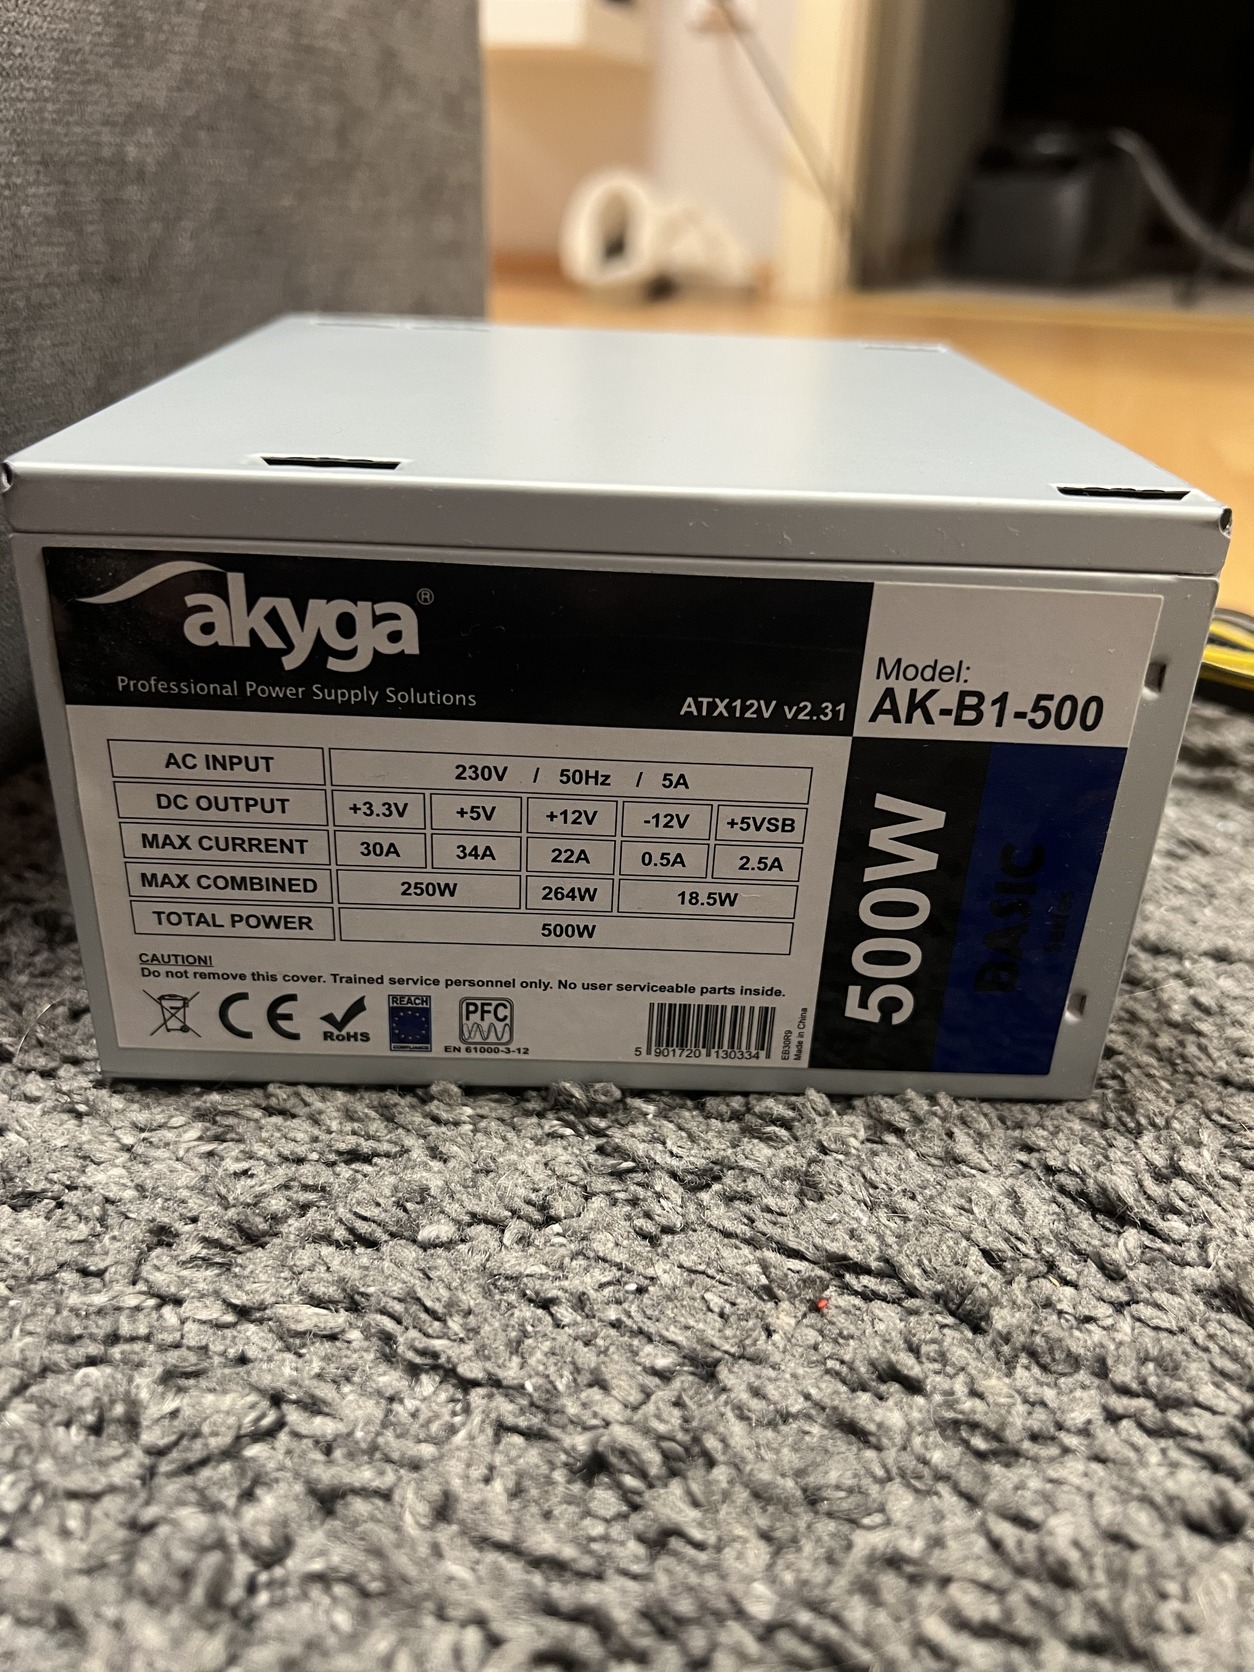 akyga®
Professional Power Supply Solutions
ATX12V v2.31
Model:
AK-B1-500
AC INPUT 230V / 50Hz / 5A
DC OUTPUT +3.3V +5V +12V -12V +5VSB
MAX CURRENT 30A 34A 22A 0.5A 2.5A
MAX COMBINED 250W 264W 18.5W
TOTAL POWER 500W
CAUTION!
Do not remove this cover. Trained service personnel only. No user serviceable parts inside.
CE
RoHS
REACH
COMPLIANCE
PFC
EN 61000-3-12
5 901720 130334
EB30R9
Made in China
500W
BASIC
Series